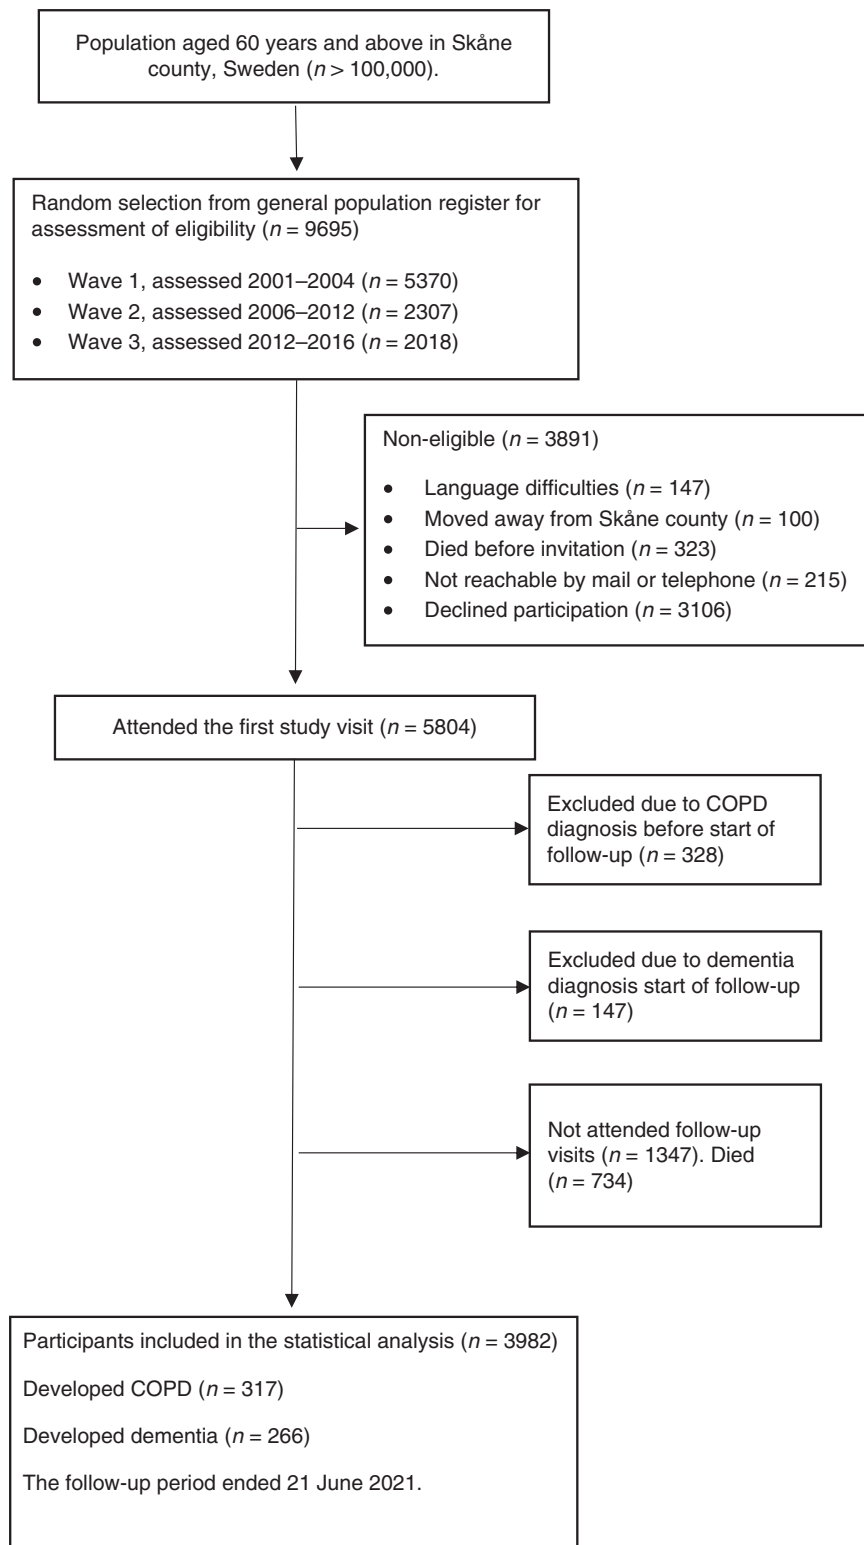 Population aged 60 years and above in Skåne
county, Sweden (n > 100,000).
Random selection from general population register for
assessment of eligibility (n = 9695)
• Wave 1, assessed 2001–2004 (n = 5370)
• Wave 2, assessed 2006–2012 (n = 2307)
• Wave 3, assessed 2012–2016 (n = 2018)
Non-eligible (n = 3891)
• Language difficulties (n = 147)
• Moved away from Skåne county (n = 100)
• Died before invitation (n = 323)
• Not reachable by mail or telephone (n = 215)
• Declined participation (n = 3106)
Attended the first study visit (n = 5804)
Excluded due to COPD
diagnosis before start of
follow-up (n = 328)
Excluded due to dementia
diagnosis start of follow-up
(n = 147)
Not attended follow-up
visits (n = 1347). Died
(n = 734)
Participants included in the statistical analysis (n = 3982)
Developed COPD (n = 317)
Developed dementia (n = 266)
The follow-up period ended 21 June 2021.